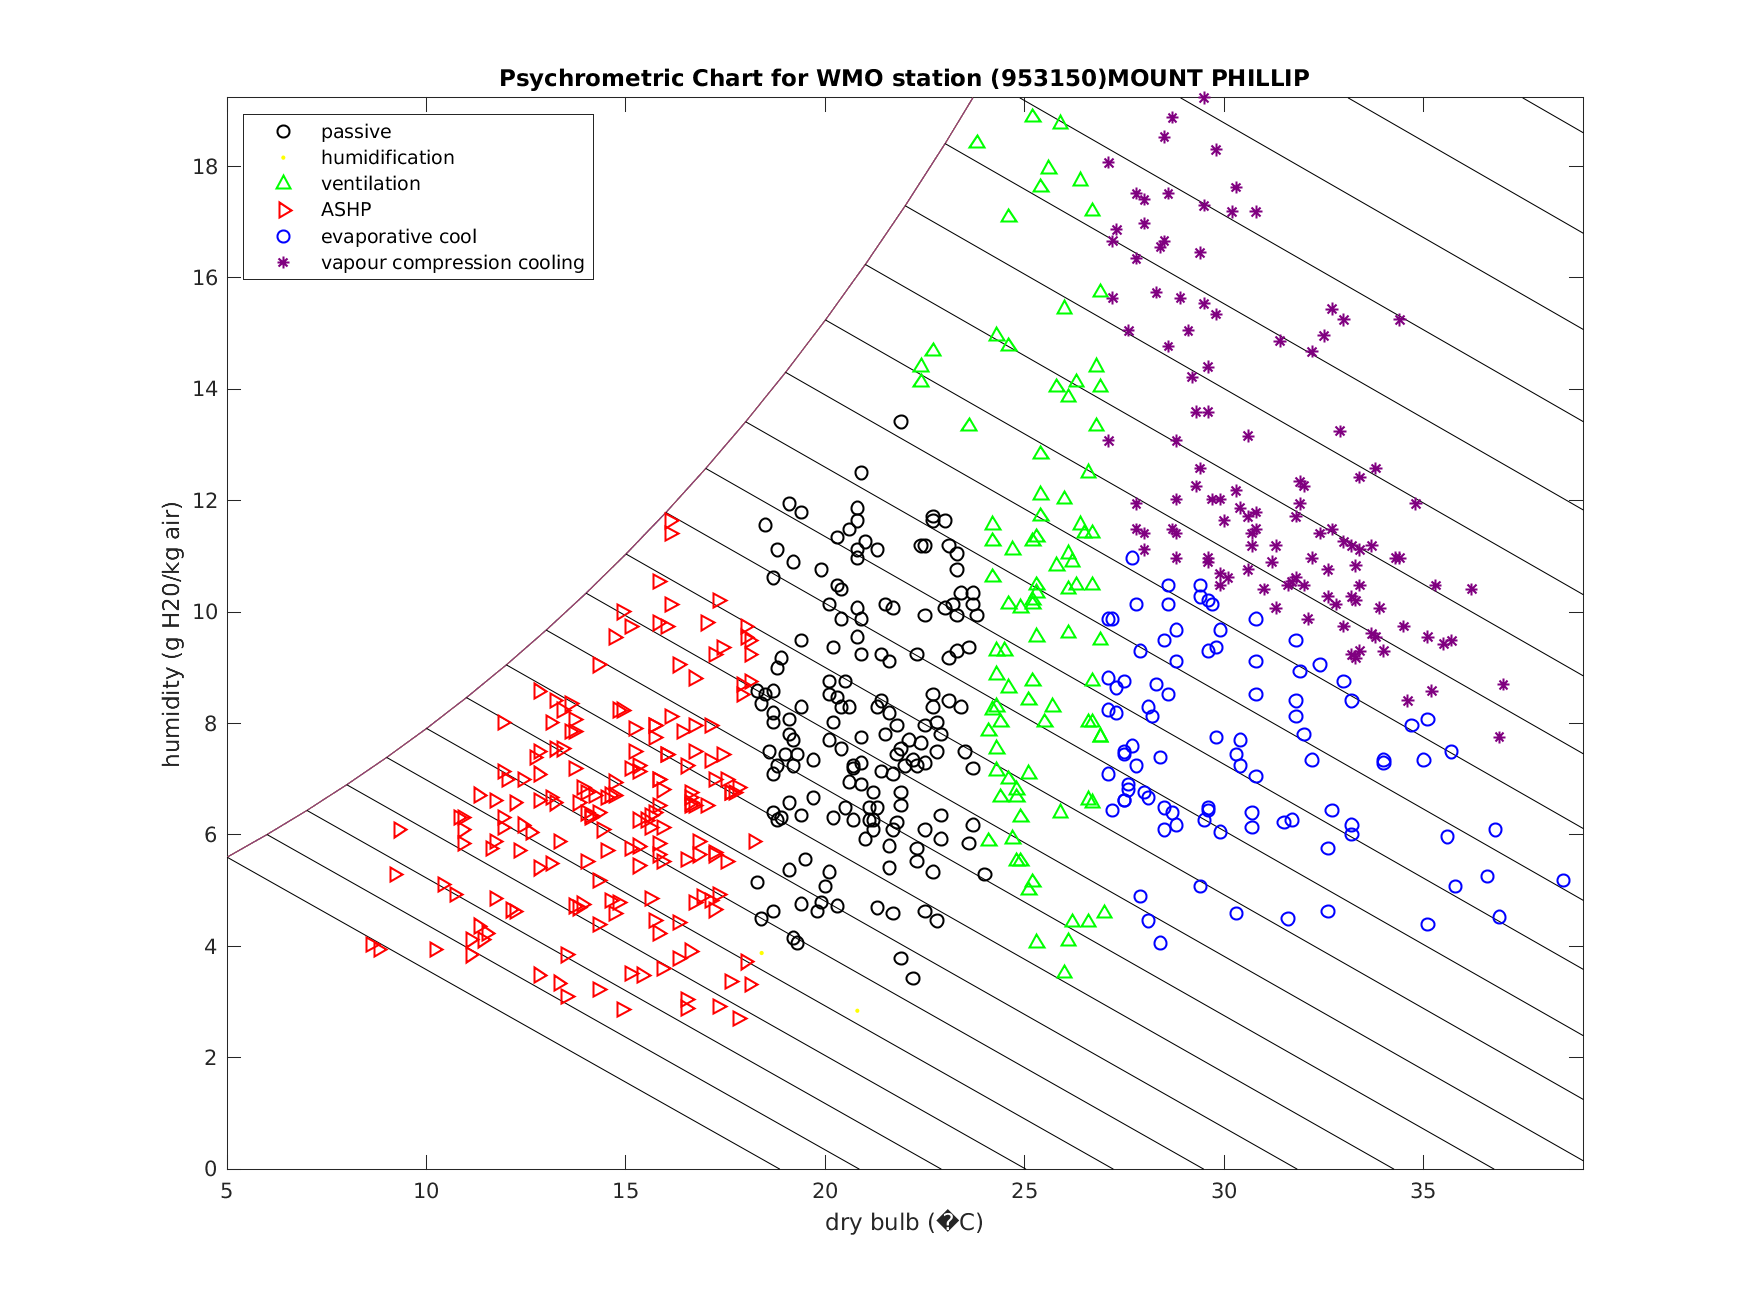 Psychrometric Chart for WMO station (953150)MOUNT PHILLIP
passive
humidification
ventilation
ASHP
evaporative cool
vapour compression cooling
humidity (g H20/kg air)
18
16
14
12
10
8
6
4
2
0
5 10 15 20 25 30 35
dry bulb (�C)